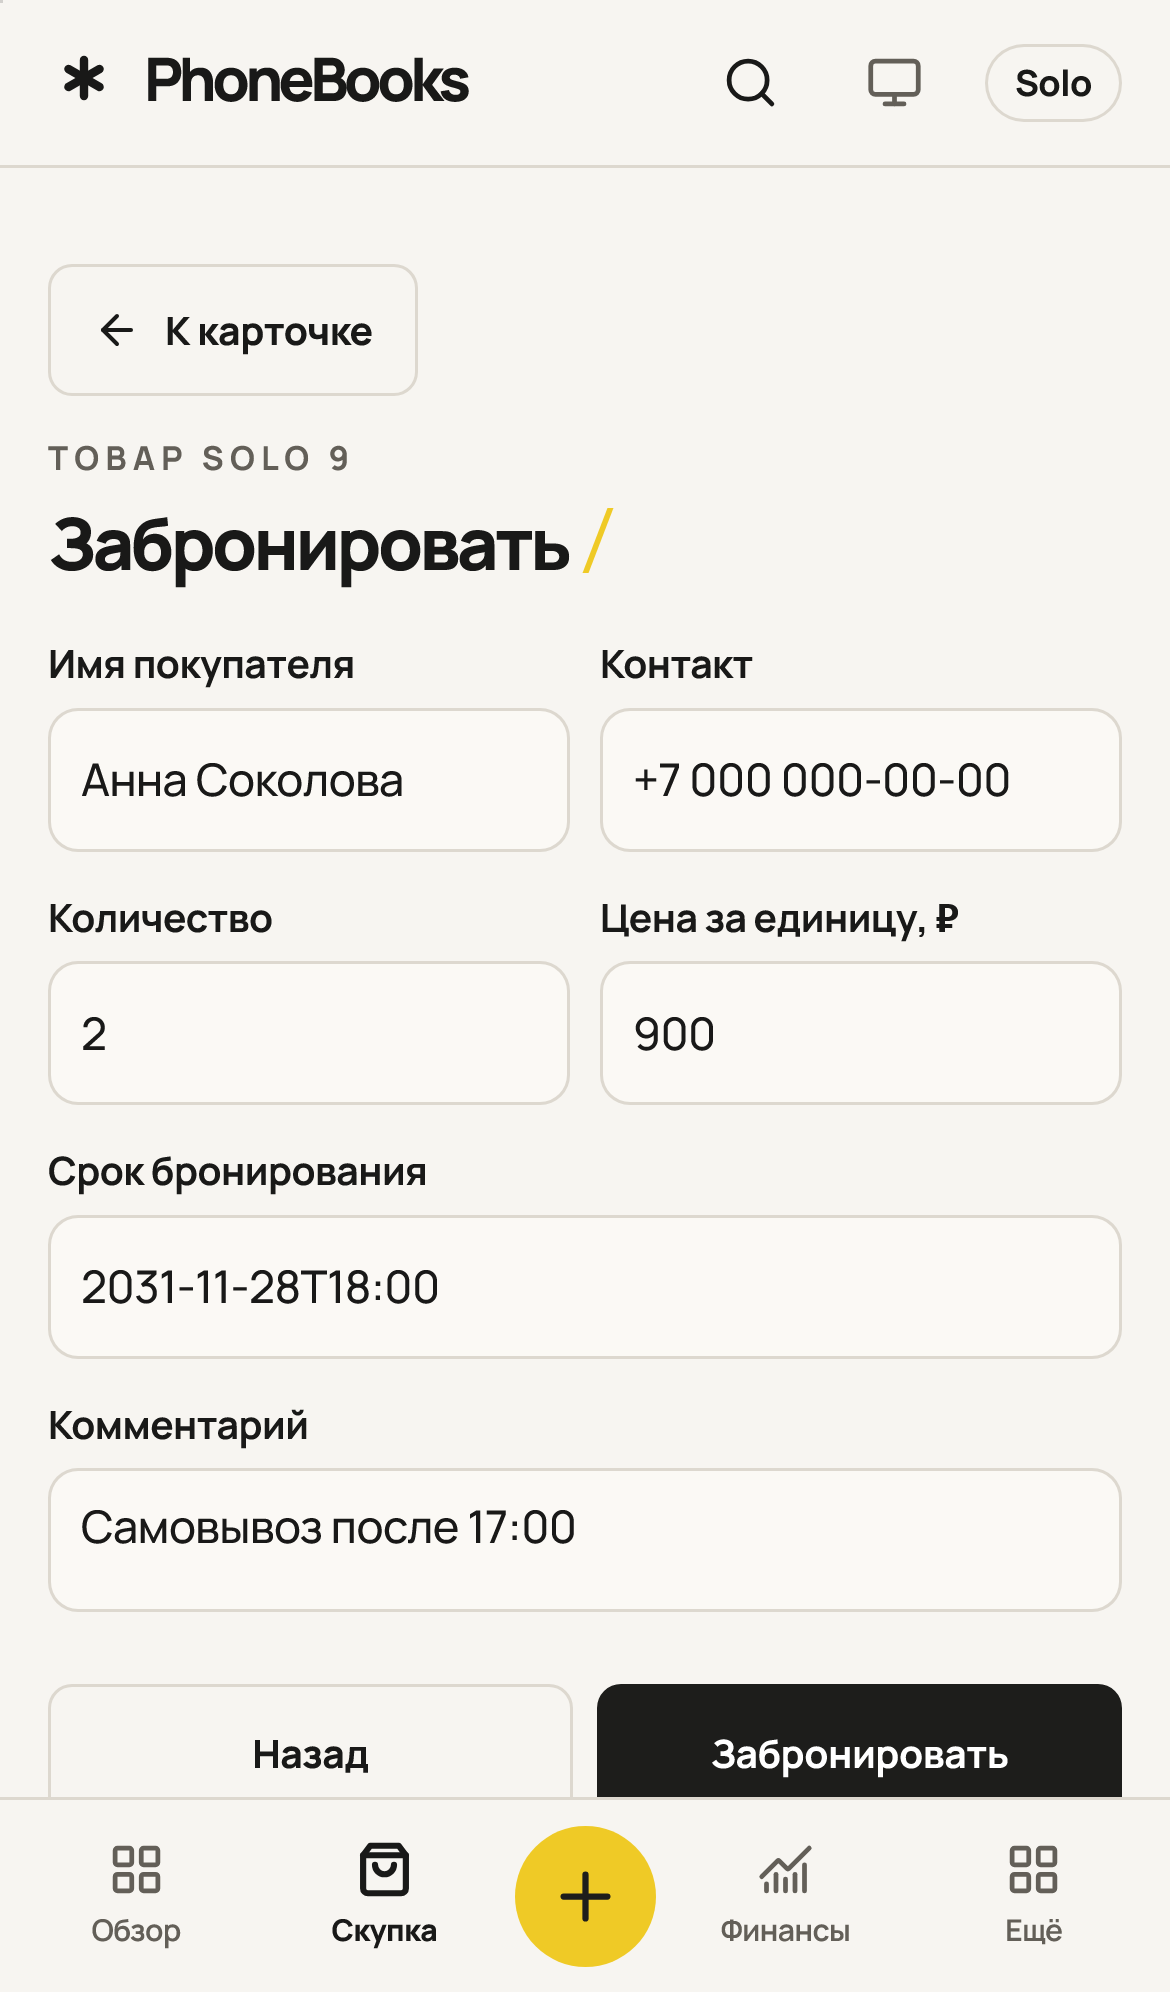 PhoneBooks
Solo
К карточке
ТОВАР SOLO 9
Забронировать /
Имя покупателя
Контакт
Анна Соколова
+7 000 000-00-00
Количество
Цена за единицу, ₽
2
900
Срок бронирования
2031-11-28T18:00
Комментарий
Самовывоз после 17:00
Назад
Забронировать
Обзор
Скупка
Финансы
Ещё